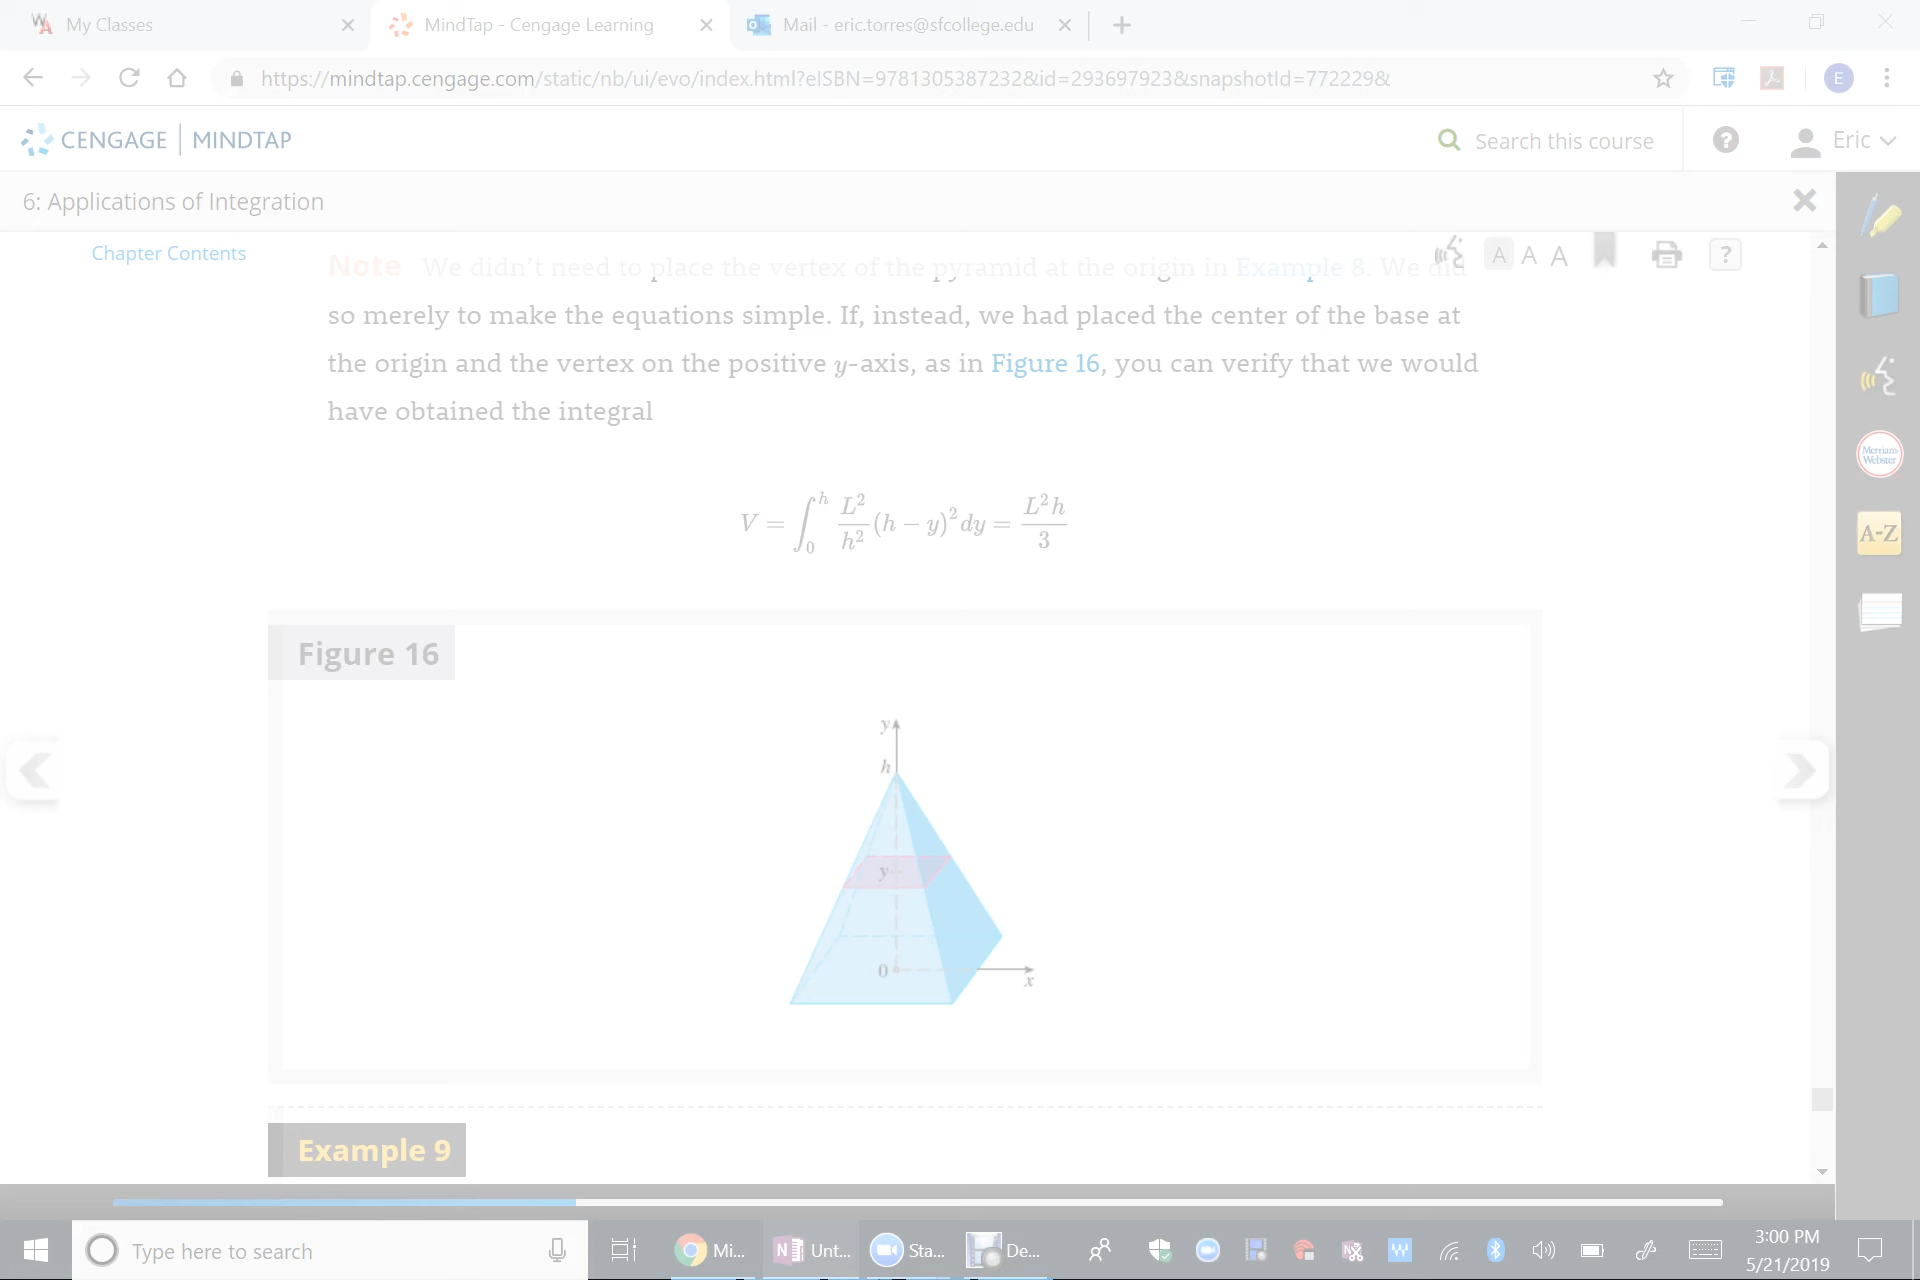 My Classes
MindTap - Cengage Learning
Mail - eric.torres@sfcollege.edu
https://mindtap.cengage.com/static/nb/ui/evo/index.html?eISBN=9781305387232&id=293697923&snapshotId=772229&
E
CENGAGE | MINDTAP
Search this course
?
Eric
6: Applications of Integration
Chapter Contents
A A A
?
Note We didn't need to place the vertex of the pyramid at the origin in Example 8. We did
so merely to make the equations simple. If, instead, we had placed the center of the base at
the origin and the vertex on the positive y-axis, as in Figure 16, you can verify that we would
have obtained the integral
V = ∫₀ʰ L²/h² (h − y)² dy = L²h/3
Merriam-
Webster
A-Z
Figure 16
y
h
y
0
x
Example 9
Type here to search
Mi...
N
Unt...
Sta...
De...
3:00 PM
5/21/2019